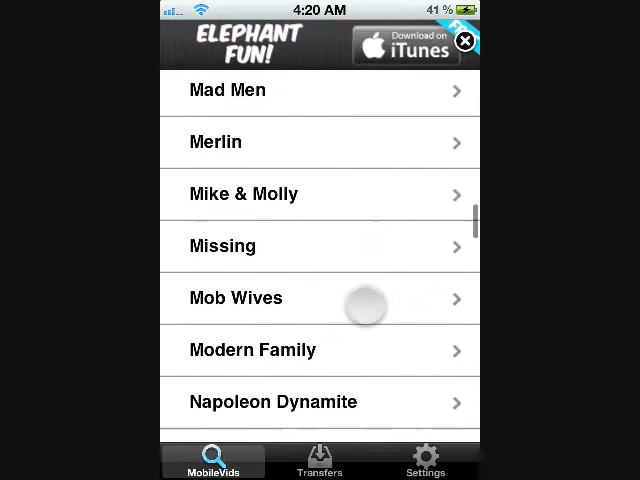 4:20 AM
41 %
ELEPHANT
FUN!
Download on
iTunes
Mad Men
Merlin
Mike & Molly
Missing
Mob Wives
Modern Family
Napoleon Dynamite
MobileVids
Transfers
Settings